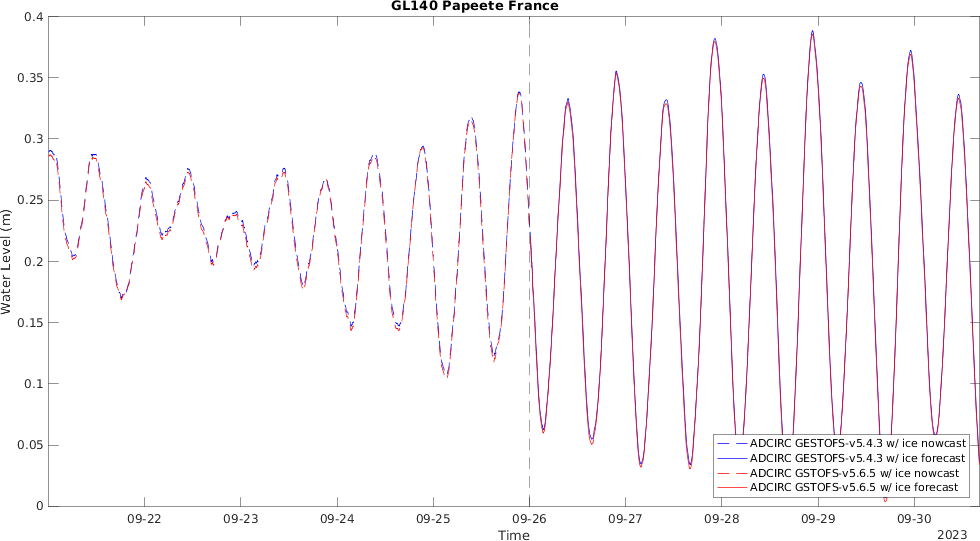 GL140 Papeete France
0.4
0.35
0.3
0.25
0.2
0.15
0.1
0.05
0
Water Level (m)
ADCIRC GESTOFS-v5.4.3 w/ ice nowcast
ADCIRC GESTOFS-v5.4.3 w/ ice forecast
ADCIRC GSTOFS-v5.6.5 w/ ice nowcast
ADCIRC GSTOFS-v5.6.5 w/ ice forecast
09-22 09-23 09-24 09-25 09-26 09-27 09-28 09-29 09-30
Time
2023